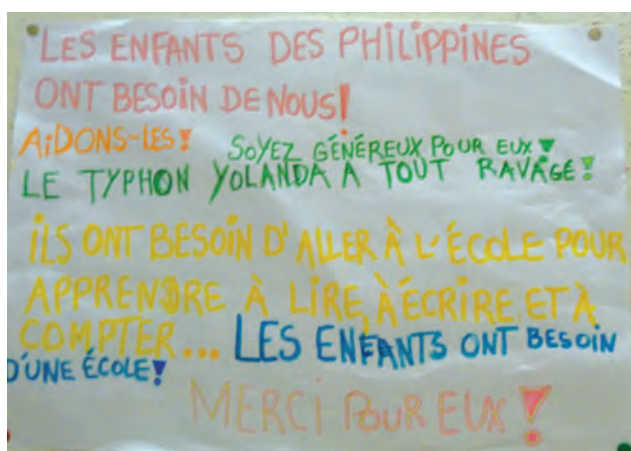 LES ENFANTS DES PHILIPPINES
ONT BESOIN DE NOUS!
AIDONS-LES! SOYEZ GÉNÉREUX POUR EUX!
LE TYPHON YOLANDA A TOUT RAVAGÉ!
ILS ONT BESOIN D'ALLER À L'ÉCOLE POUR
APPRENDRE À LIRE, À ÉCRIRE ET À
COMPTER... LES ENFANTS ONT BESOIN
D'UNE ÉCOLE!
MERCI POUR EUX!